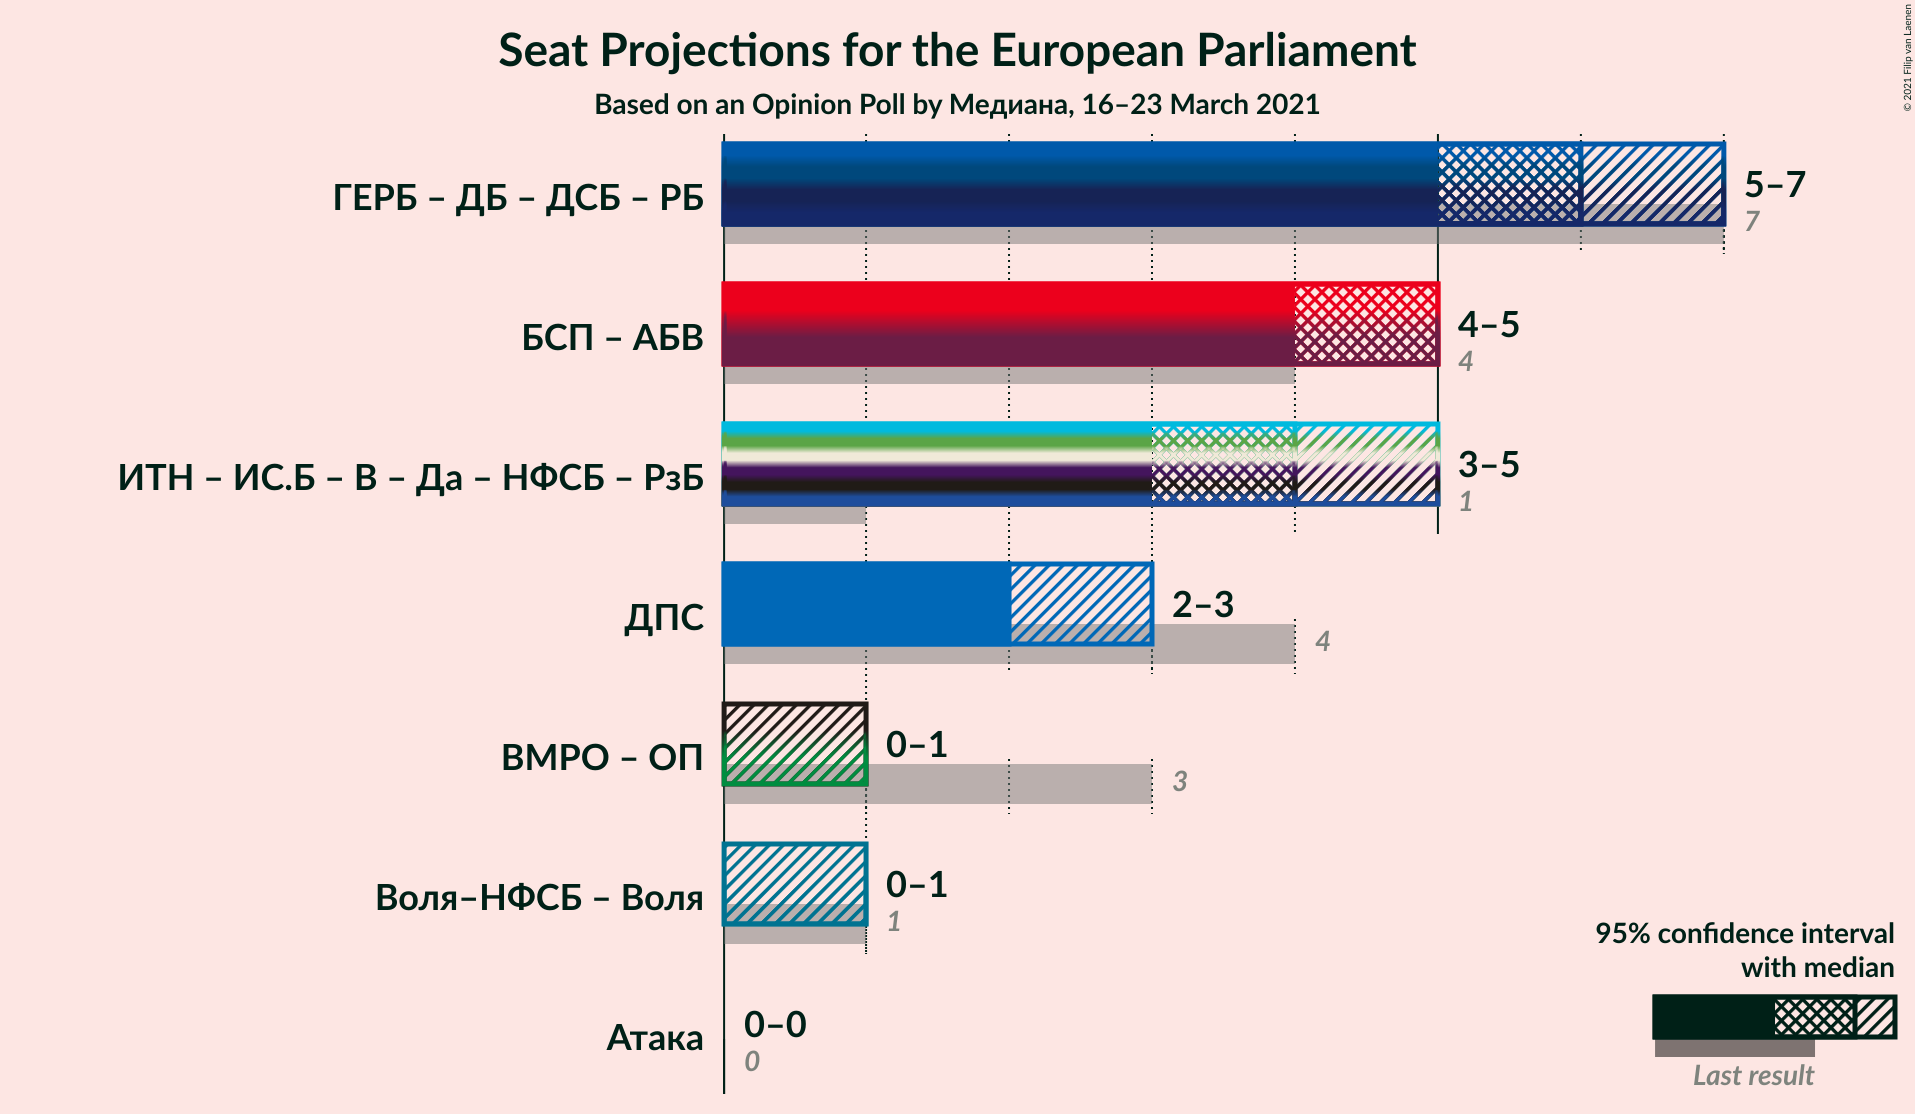 Seat Projections for the European Parliament
Based on an Opinion Poll by Медиана, 16–23 March 2021
© 2021 Filip van Laenen
ГЕРБ – ДБ – ДСБ – РБ
5–7
7
БСП – АБВ
4–5
4
ИТН – ИС.Б – В – Да – НФСБ – РзБ
3–5
1
ДПС
2–3
4
ВМРО – ОП
0–1
3
Воля–НФСБ – Воля
0–1
1
Атака
0–0
0
95% confidence interval
with median
Last result